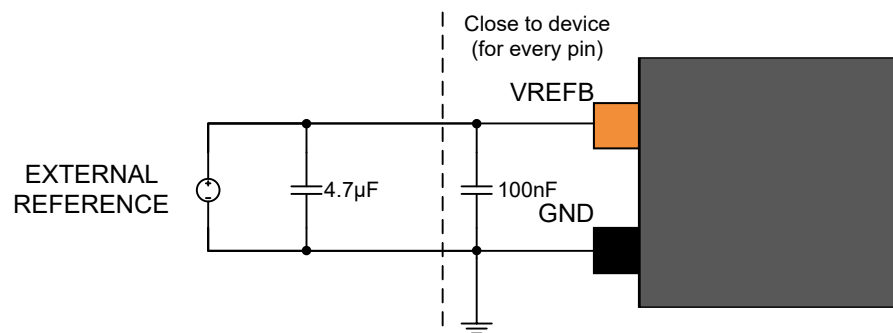 Close to device
(for every pin)
VREFB
EXTERNAL
REFERENCE
4.7µF
100nF
GND